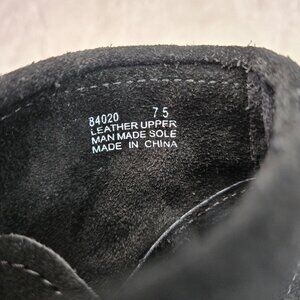 84020 7 5
LEATHER UPPER
MAN MADE SOLE
MADE IN CHINA